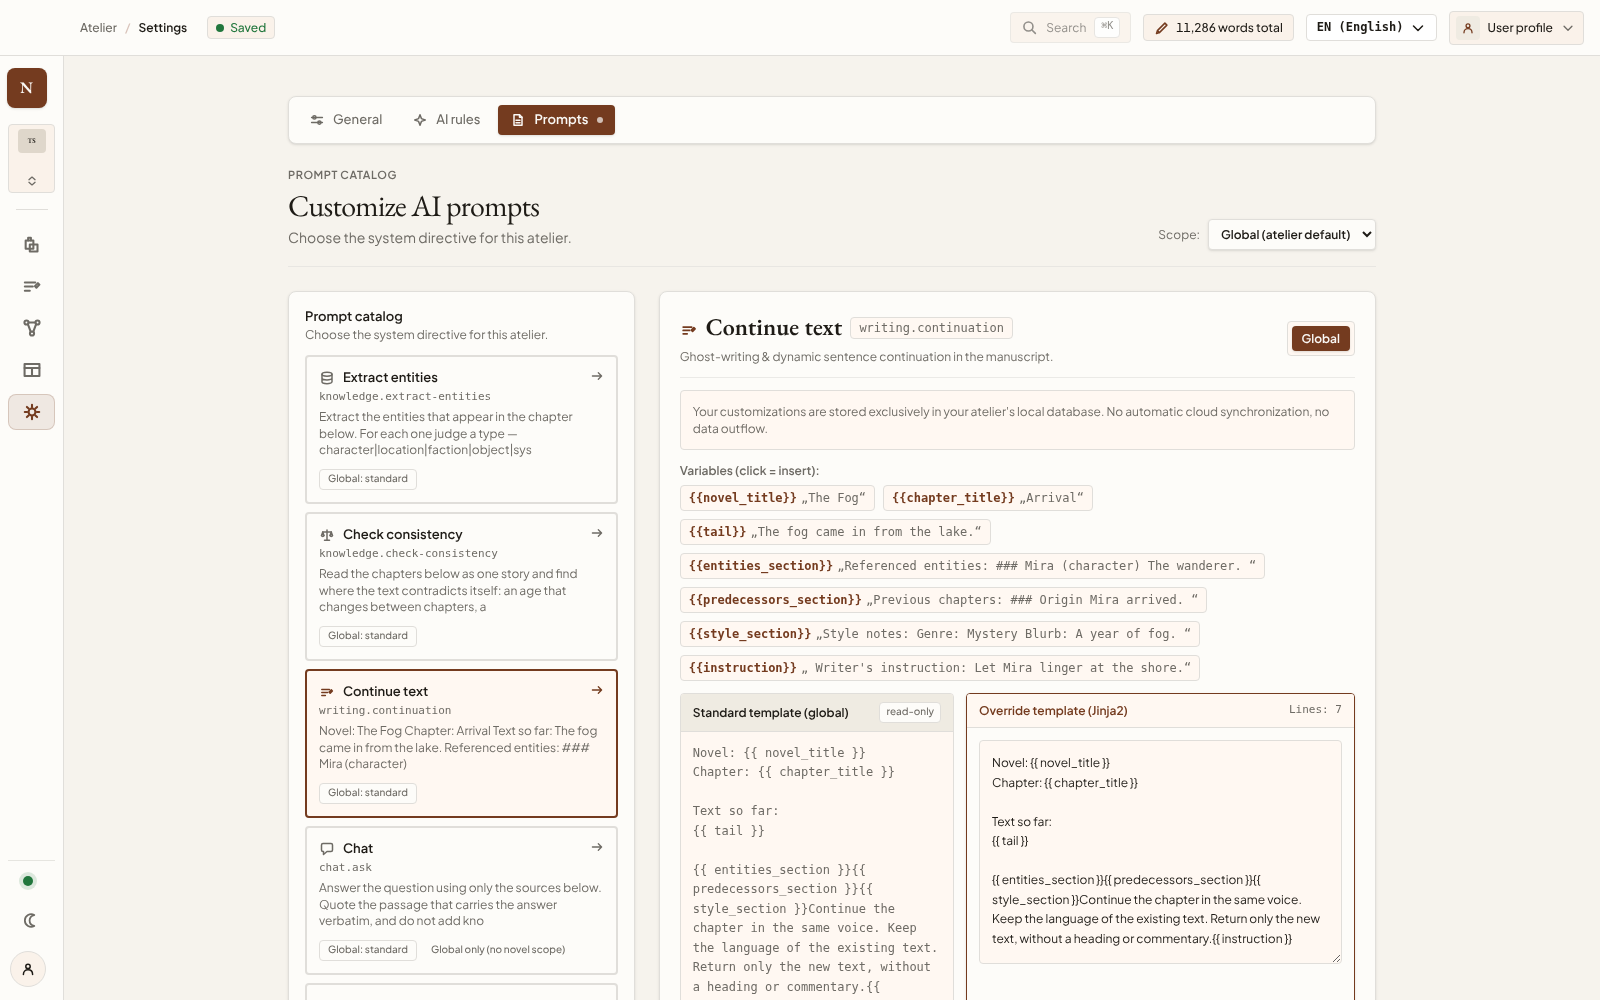 Atelier / Settings
Saved
Search ⌘K
11,286 words total
EN (English)
User profile
N
TS
General
AI rules
Prompts
PROMPT CATALOG
Customize AI prompts
Choose the system directive for this atelier.
Scope: Global (atelier default)
Prompt catalog
Choose the system directive for this atelier.
Extract entities
knowledge.extract-entities
Extract the entities that appear in the chapter
below. For each one judge a type —
character|location|faction|object|sys
Global: standard
Check consistency
knowledge.check-consistency
Read the chapters below as one story and find
where the text contradicts itself: an age that
changes between chapters, a
Global: standard
Continue text
writing.continuation
Novel: The Fog Chapter: Arrival Text so far: The fog
came in from the lake. Referenced entities: ###
Mira (character)
Global: standard
Chat
chat.ask
Answer the question using only the sources below.
Quote the passage that carries the answer
verbatim, and do not add kno
Global: standard Global only (no novel scope)
Continue text writing.continuation
Ghost-writing & dynamic sentence continuation in the manuscript.
Global
Your customizations are stored exclusively in your atelier's local database. No automatic cloud synchronization, no
data outflow.
Variables (click = insert):
{{novel_title}} „The Fog“ {{chapter_title}} „Arrival“
{{tail}} „The fog came in from the lake.“
{{entities_section}} „Referenced entities: ### Mira (character) The wanderer. “
{{predecessors_section}} „Previous chapters: ### Origin Mira arrived. “
{{style_section}} „Style notes: Genre: Mystery Blurb: A year of fog. “
{{instruction}} „ Writer's instruction: Let Mira linger at the shore.“
Standard template (global) read-only
Novel: {{ novel_title }}
Chapter: {{ chapter_title }}
Text so far:
{{ tail }}
{{ entities_section }}{{
predecessors_section }}{{
style_section }}Continue the
chapter in the same voice. Keep
the language of the existing text.
Return only the new text, without
a heading or commentary.{{
Override template (Jinja2) Lines: 7
Novel: {{ novel_title }}
Chapter: {{ chapter_title }}
Text so far:
{{ tail }}
{{ entities_section }}{{ predecessors_section }}{{
style_section }}Continue the chapter in the same voice.
Keep the language of the existing text. Return only the new
text, without a heading or commentary.{{ instruction }}